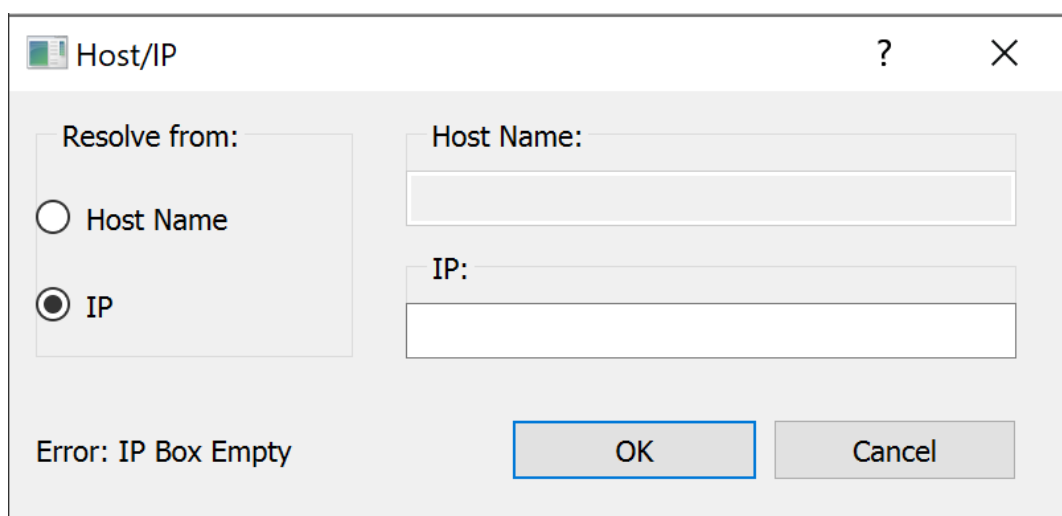 Host/IP
?
Resolve from:
Host Name
IP
Host Name:
IP:
Error: IP Box Empty
OK
Cancel